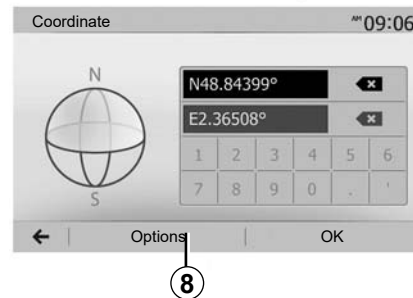 Coordinate AM 09:06
N
S
N48.84399°
E2.36508°
1 2 3 4 5 6
7 8 9 0 . '
Options OK
8